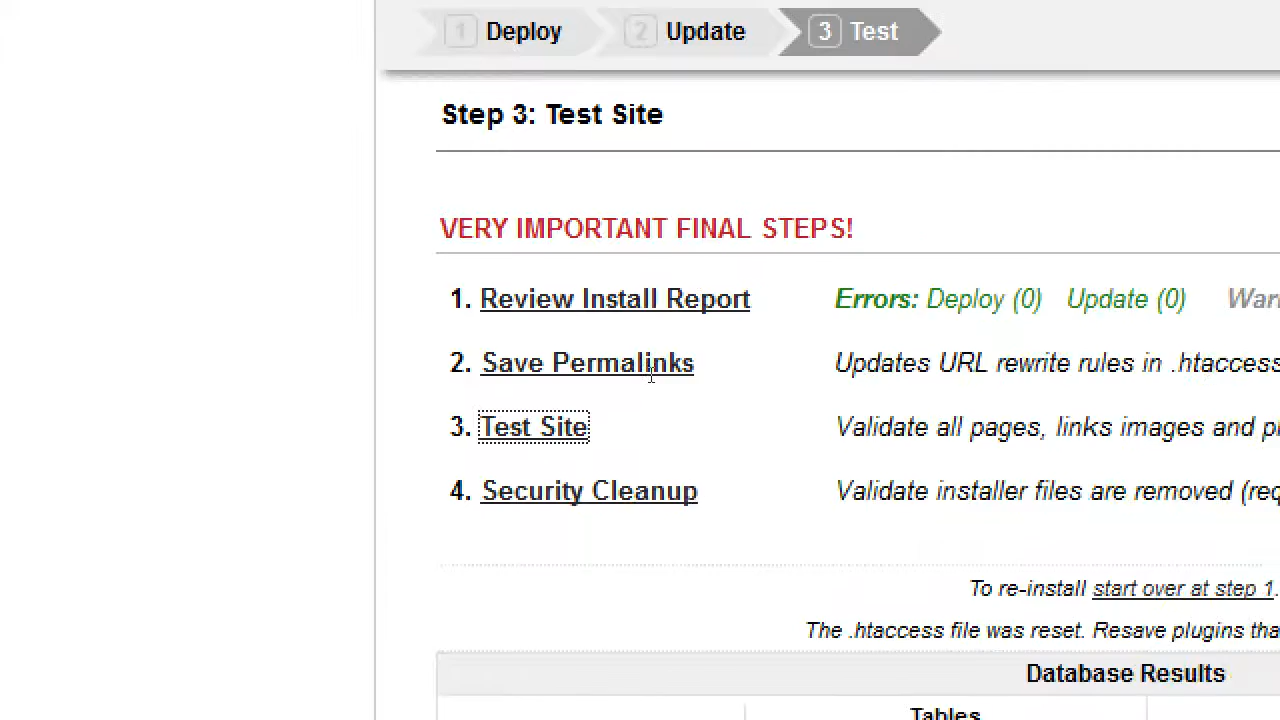 1 Deploy 2 Update 3 Test
Step 3: Test Site
VERY IMPORTANT FINAL STEPS!
1. Review Install Report Errors: Deploy (0) Update (0)
2. Save Permalinks Updates URL rewrite rules in .htaccess
3. Test Site Validate all pages, links images and
4. Security Cleanup Validate installer files are removed
To re-install start over at step 1.
The .htaccess file was reset. Resave plugins
Database Results
Tables